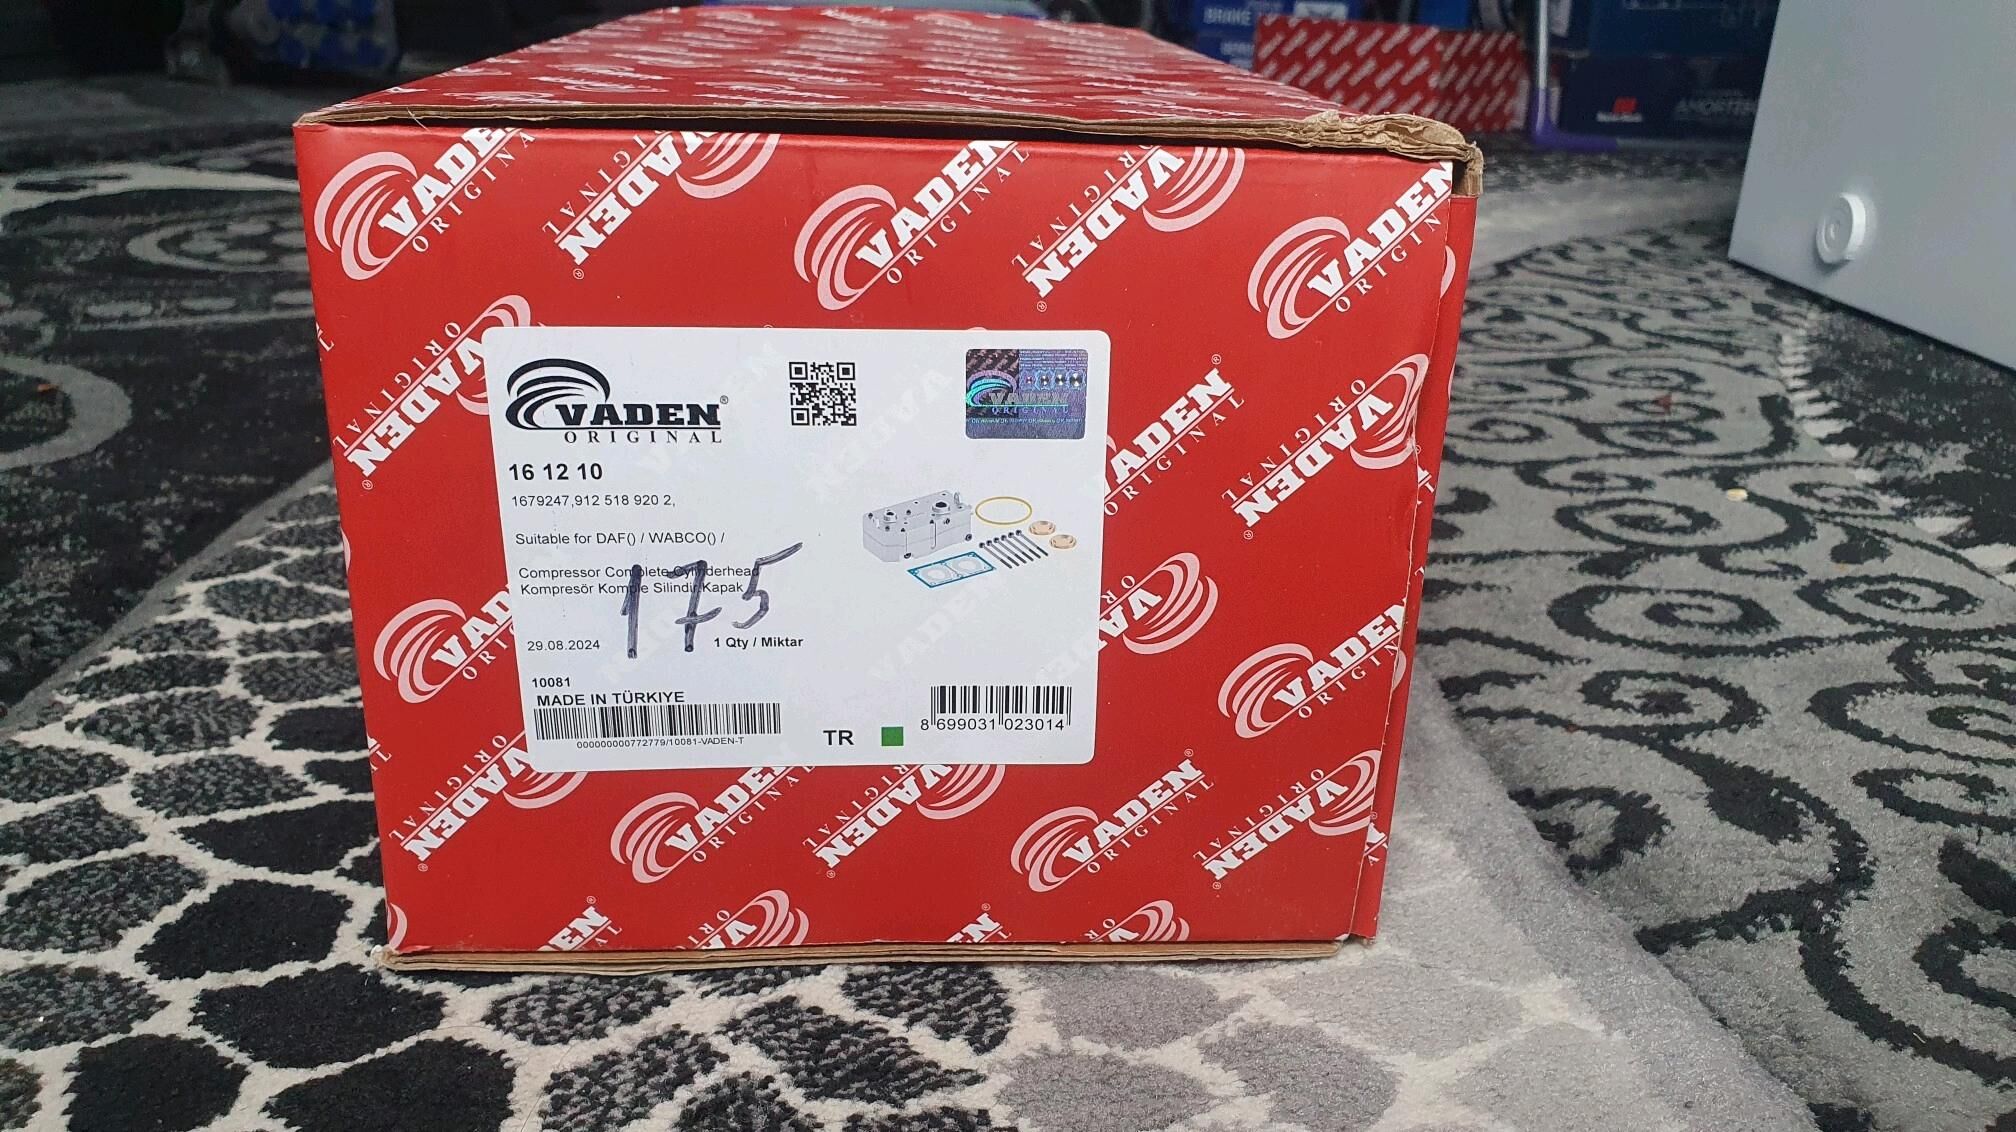 VADEN®
ORIGINAL
16 12 10
1679247,912 518 920 2,
Suitable for DAF() / WABCO() /
Compressor Complete Cylinderhead
Kompresör Komple Silindir Kapak
175
29.08.2024
1 Qty / Miktar
10081
MADE IN TÜRKIYE
000000000772779/10081-VADEN-T
TR
8 699031 023014
VADEN
ORIGINAL
BRAKE